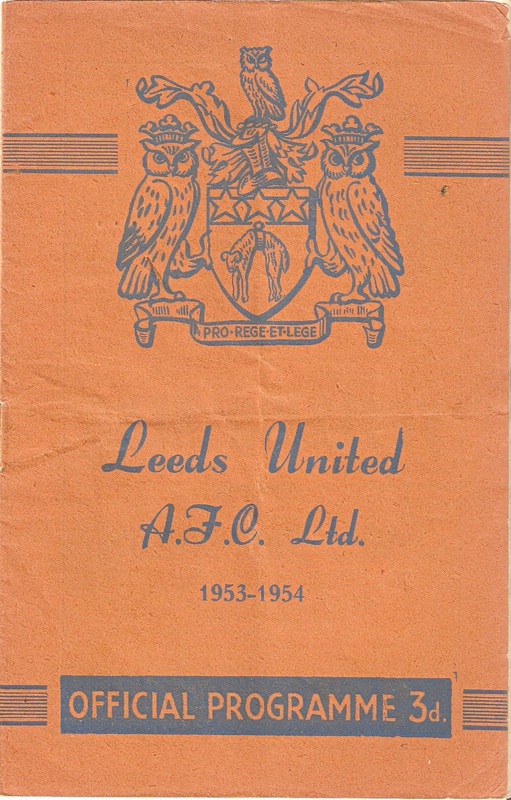 PRO·REGE·ET·LEGE
Leeds United
A.F.C. Ltd.
1953-1954
OFFICIAL PROGRAMME 3d.